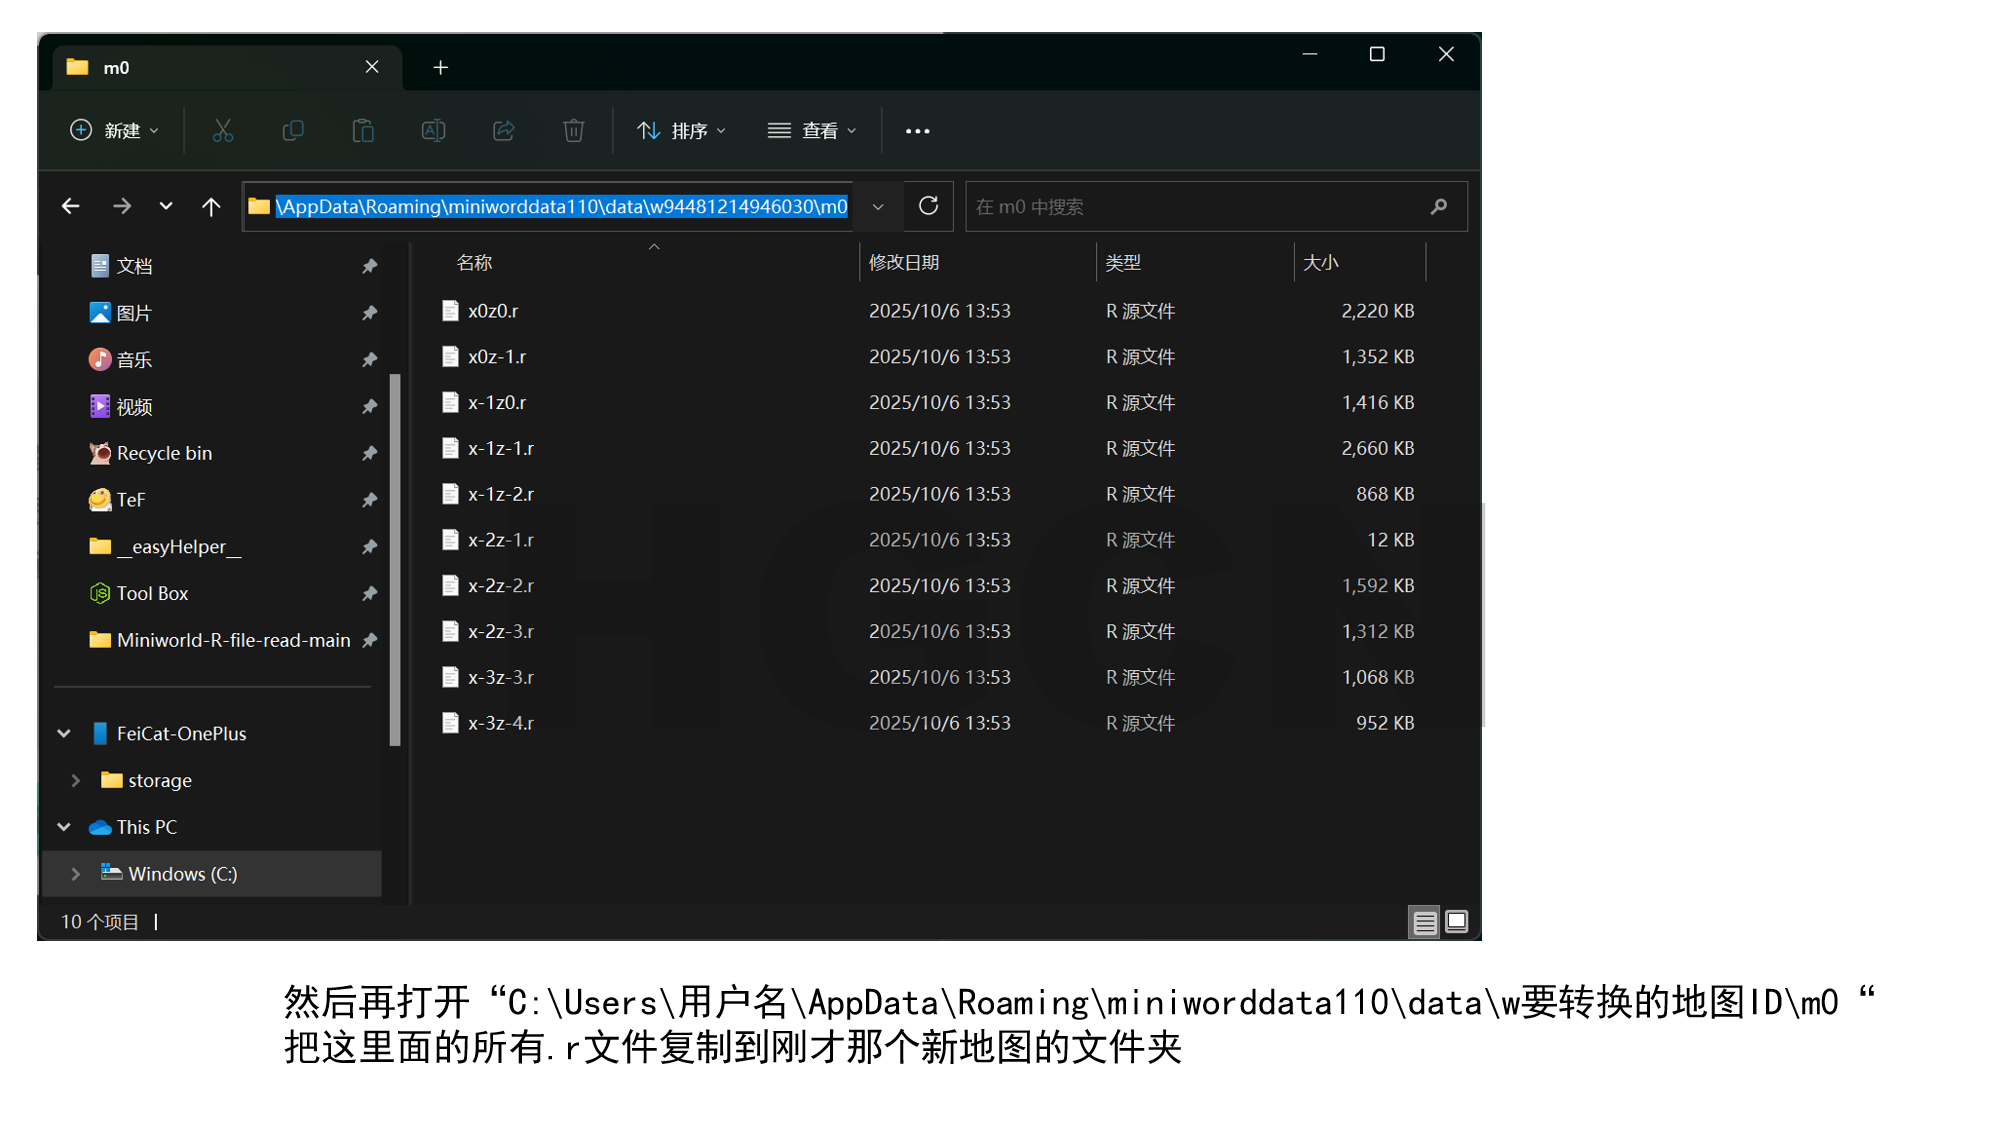 m0
新建
排序
查看
\AppData\Roaming\miniworddata110\data\w94481214946030\m0
在 m0 中搜索
文档
图片
音乐
视频
Recycle bin
TeF
__easyHelper__
Tool Box
Miniworld-R-file-read-main
FeiCat-OnePlus
storage
This PC
Windows (C:)
名称 修改日期 类型 大小
x0z0.r 2025/10/6 13:53 R 源文件 2,220 KB
x0z-1.r 2025/10/6 13:53 R 源文件 1,352 KB
x-1z0.r 2025/10/6 13:53 R 源文件 1,416 KB
x-1z-1.r 2025/10/6 13:53 R 源文件 2,660 KB
x-1z-2.r 2025/10/6 13:53 R 源文件 868 KB
x-2z-1.r 2025/10/6 13:53 R 源文件 12 KB
x-2z-2.r 2025/10/6 13:53 R 源文件 1,592 KB
x-2z-3.r 2025/10/6 13:53 R 源文件 1,312 KB
x-3z-3.r 2025/10/6 13:53 R 源文件 1,068 KB
x-3z-4.r 2025/10/6 13:53 R 源文件 952 KB
10 个项目
然后再打开“C:\Users\用户名\AppData\Roaming\miniworddata110\data\w要转换的地图ID\m0“
把这里面的所有.r文件复制到刚才那个新地图的文件夹